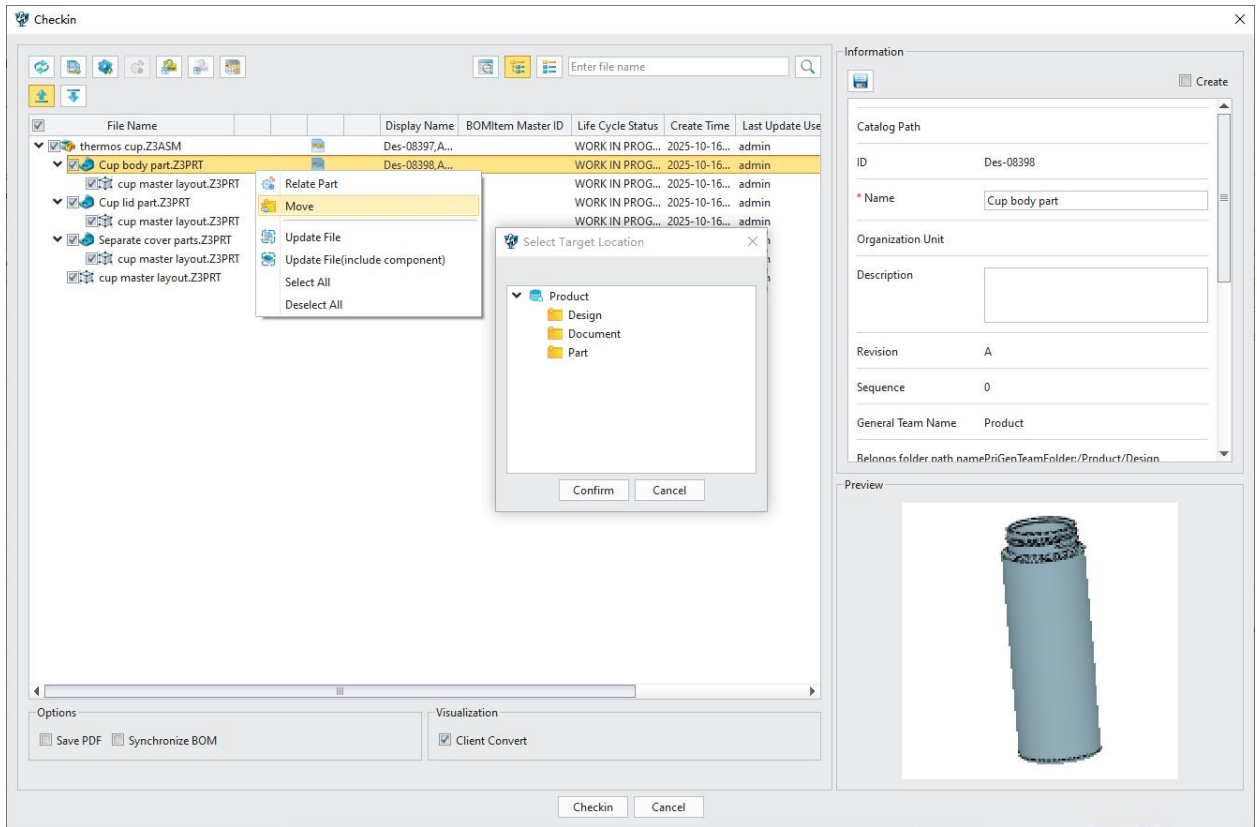 Checkin
Enter file name
File Name Display Name BOMItem Master ID Life Cycle Status Create Time Last Update Use
thermos cup.Z3ASM Des-08397,A... WORK IN PROG... 2025-10-16... admin
Cup body part.Z3PRT Des-08398,A... WORK IN PROG... 2025-10-16... admin
cup master layout.Z3PRT WORK IN PROG... 2025-10-16... admin
Cup lid part.Z3PRT WORK IN PROG... 2025-10-16... admin
cup master layout.Z3PRT WORK IN PROG... 2025-10-16... admin
Separate cover parts.Z3PRT
cup master layout.Z3PRT
cup master layout.Z3PRT
Relate Part
Move
Update File
Update File(include component)
Select All
Deselect All
Select Target Location
Product
Design
Document
Part
Confirm Cancel
Options
Save PDF Synchronize BOM
Visualization
Client Convert
Information
Create
Catalog Path
ID Des-08398
* Name Cup body part
Organization Unit
Description
Revision A
Sequence 0
General Team Name Product
Belongs folder path namePriGenTeamFolder:/Product/Design
Preview
Checkin Cancel